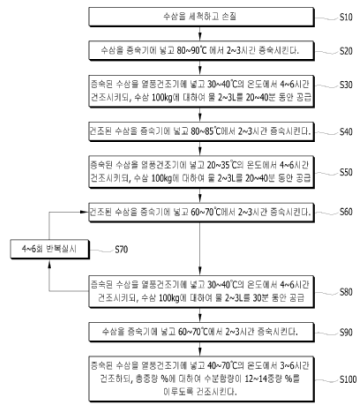 수삼을 세척하고 손질
S10
수삼을 증숙기에 넣고 80~90℃ 에서 2~3시간 증숙시킨다.
S20
증숙된 수삼을 열풍건조기에 넣고 30~40℃의 온도에서 4~6시간
건조시키되, 수삼 100kg에 대하여 물 2~3L를 20~40분 동안 공급
S30
건조된 수삼을 증숙기에 넣고 80~85℃에서 2~3시간 증숙시킨다.
S40
증숙된 수삼을 열풍건조기에 넣고 20~35℃의 온도에서 4~6시간
건조시키되, 수삼 100kg에 대하여 물 2~3L를 20~40분 동안 공급
S50
건조된 수삼을 증숙기에 넣고 60~70℃에서 2~3시간 증숙시킨다.
S60
4~6회 반복실시
S70
증숙된 수삼을 열풍건조기에 넣고 30~40℃의 온도에서 4~6시간
건조시키되, 수삼 100kg에 대하여 물 2~3L를 30분 동안 공급
S80
수삼을 증숙기에 넣고 60~70℃에서 2~3시간 증숙시킨다.
S90
증숙된 수삼을 열풍건조기에 넣고 40~70℃의 온도에서 3~6시간
건조하되, 총중량 %에 대하여 수분함량이 12~14중량 %를
이루도록 건조시킨다.
S100